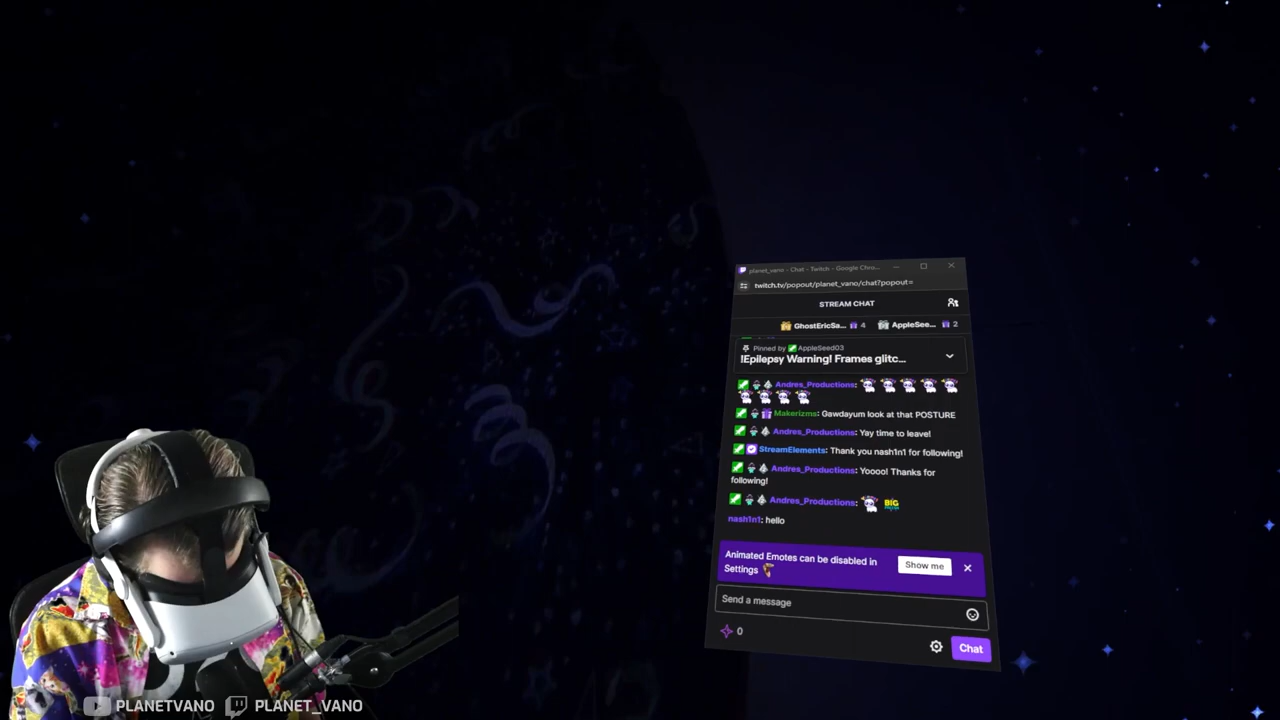 planet_vano - Chat - Twitch - Google Chro...
twitch.tv/popout/planet_vano/chat?popout=
STREAM CHAT
GhostEricSa... 4 AppleSee... 2
Pinned by AppleSeed03
!Epilepsy Warning! Frames glitc...
Andres_Productions:
Makerizms: Gawdayum look at that POSTURE
Andres_Productions: Yay time to leave!
StreamElements: Thank you nash1n1 for following!
Andres_Productions: Yoooo! Thanks for
following!
Andres_Productions: BIG
nash1n1: hello
Animated Emotes can be disabled in
Settings
Show me
Send a message
0
Chat
PLANETVANO PLANET_VANO